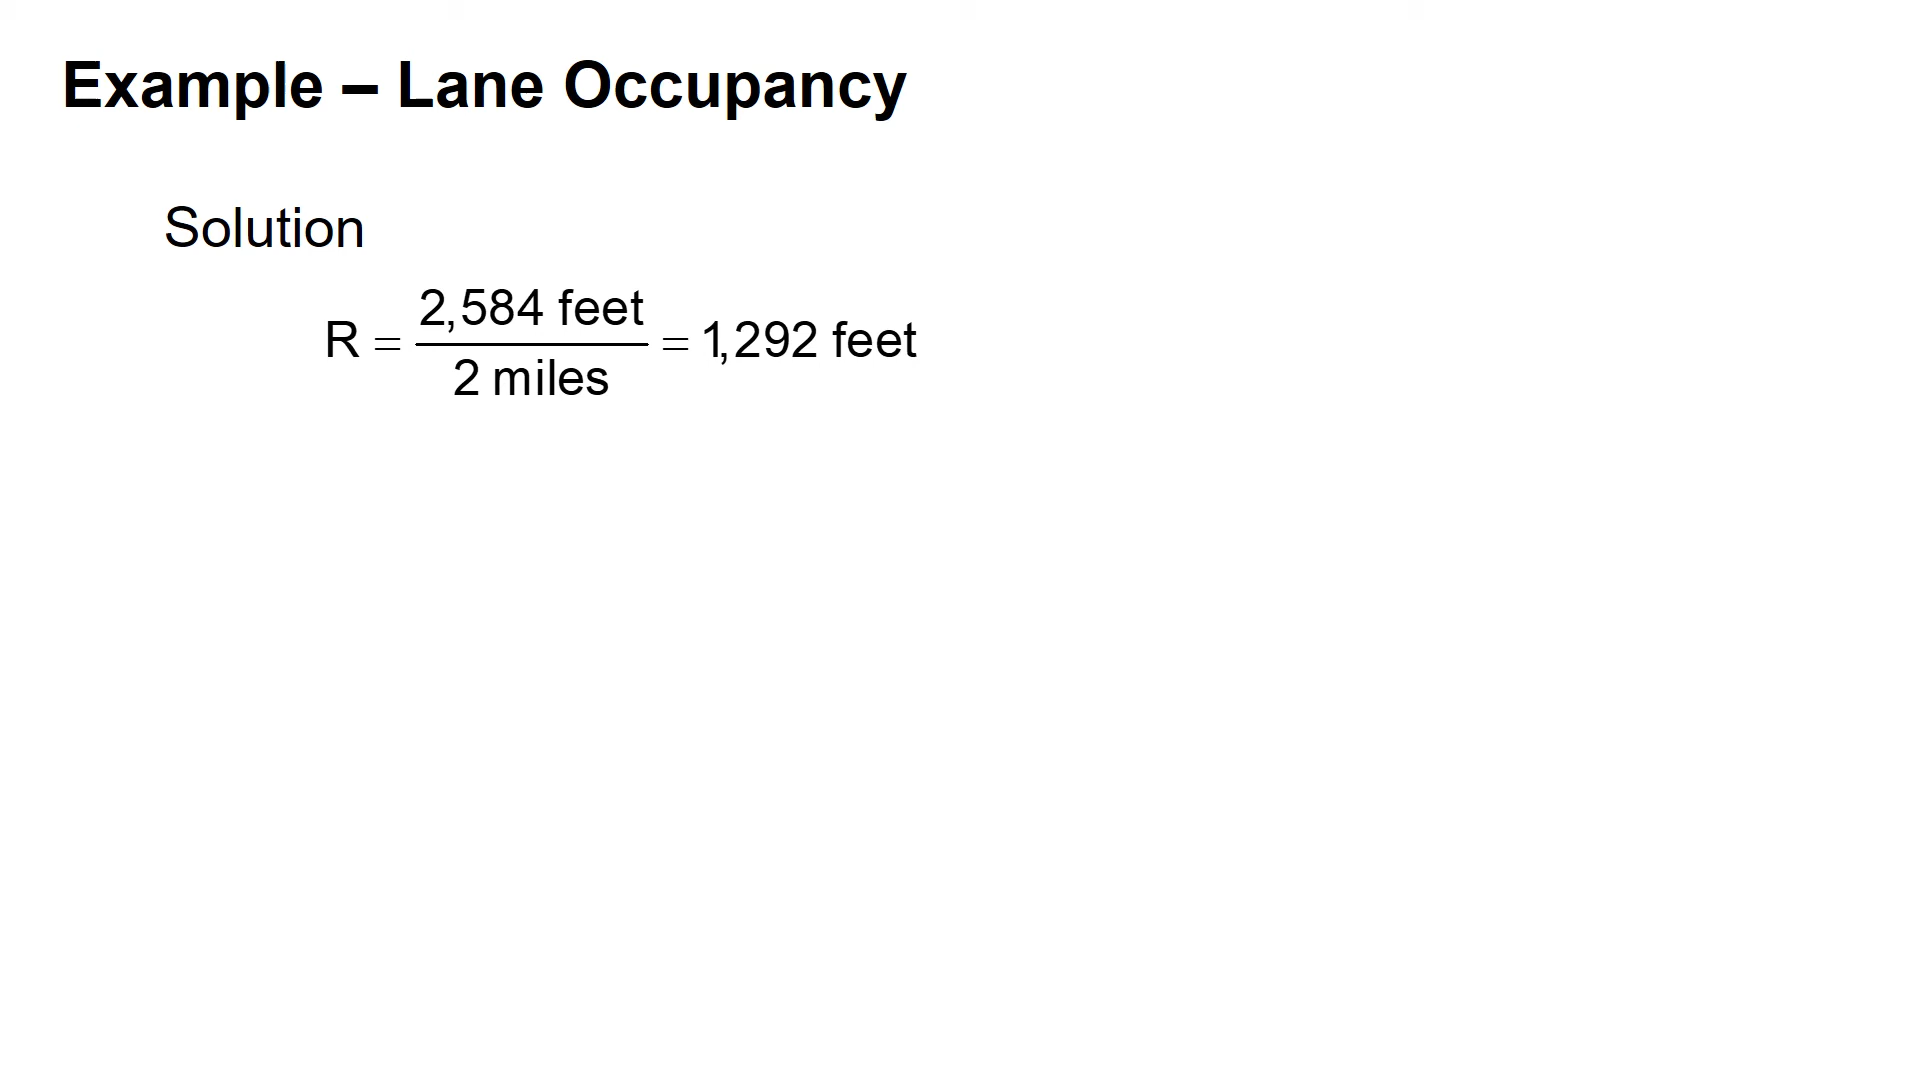 Example – Lane Occupancy
Solution
R = 2,584 feet / 2 miles = 1,292 feet